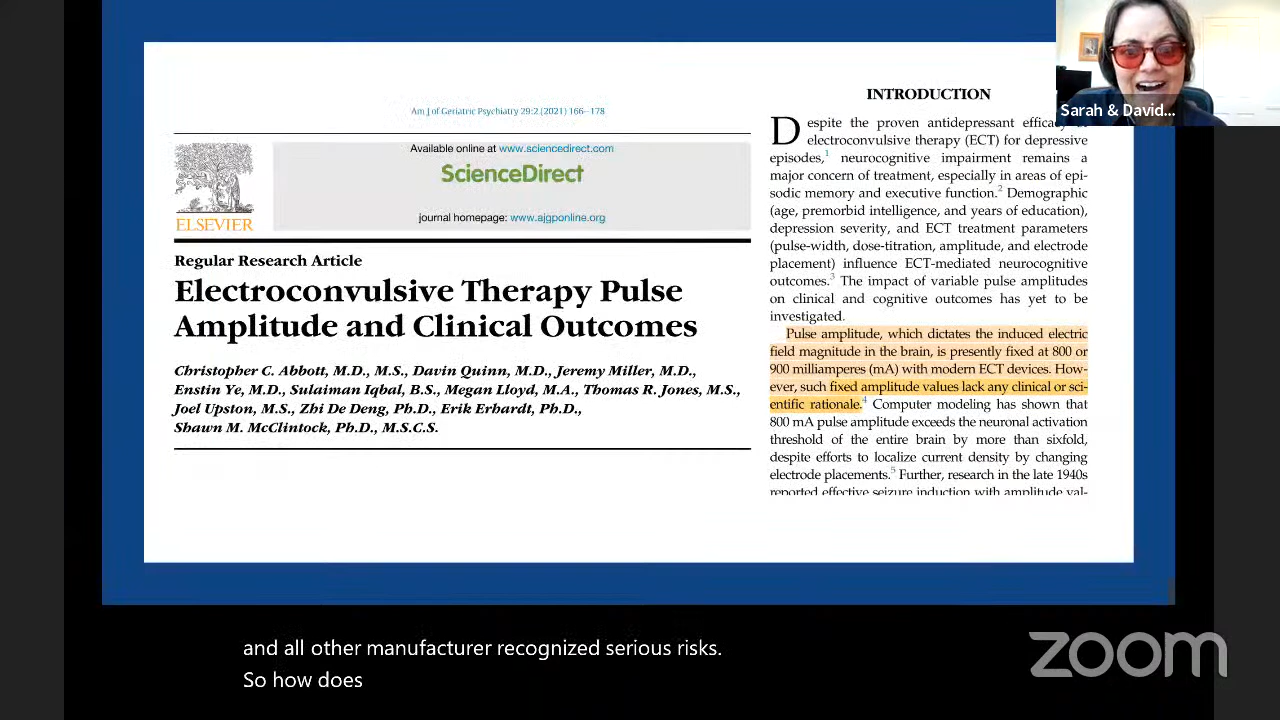 Am J of Geriatric Psychiatry 29:2 (2021) 166−178
Available online at www.sciencedirect.com
ScienceDirect
ELSEVIER
journal homepage: www.ajgponline.org
Regular Research Article
Electroconvulsive Therapy Pulse
Amplitude and Clinical Outcomes
Christopher C. Abbott, M.D., M.S., Davin Quinn, M.D., Jeremy Miller, M.D.,
Enstin Ye, M.D., Sulaiman Iqbal, B.S., Megan Lloyd, M.A., Thomas R. Jones, M.S.,
Joel Upston, M.S., Zhi De Deng, Ph.D., Erik Erhardt, Ph.D.,
Shawn M. McClintock, Ph.D., M.S.C.S.
INTRODUCTION
Despite the proven antidepressant efficacy
electroconvulsive therapy (ECT) for depressive
episodes,1 neurocognitive impairment remains a
major concern of treatment, especially in areas of epi-
sodic memory and executive function.2 Demographic
(age, premorbid intelligence, and years of education),
depression severity, and ECT treatment parameters
(pulse-width, dose-titration, amplitude, and electrode
placement) influence ECT-mediated neurocognitive
outcomes.3 The impact of variable pulse amplitudes
on clinical and cognitive outcomes has yet to be
investigated.
Pulse amplitude, which dictates the induced electric
field magnitude in the brain, is presently fixed at 800 or
900 milliamperes (mA) with modern ECT devices. How-
ever, such fixed amplitude values lack any clinical or sci-
entific rationale.4 Computer modeling has shown that
800 mA pulse amplitude exceeds the neuronal activation
threshold of the entire brain by more than sixfold,
despite efforts to localize current density by changing
electrode placements.5 Further, research in the late 1940s
reported effective seizure induction with amplitude val-
Sarah & David...
and all other manufacturer recognized serious risks.
So how does
zoom